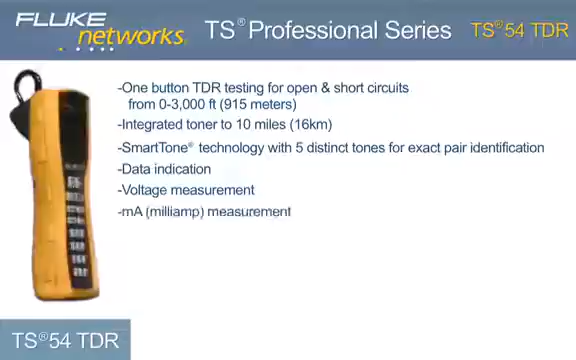 FLUKE
networks®
TS® Professional Series
TS®54 TDR
-One button TDR testing for open & short circuits
from 0-3,000 ft (915 meters)
-Integrated toner to 10 miles (16km)
-SmartTone® technology with 5 distinct tones for exact pair identification
-Data indication
-Voltage measurement
-mA (milliamp) measurement
TS®54 TDR